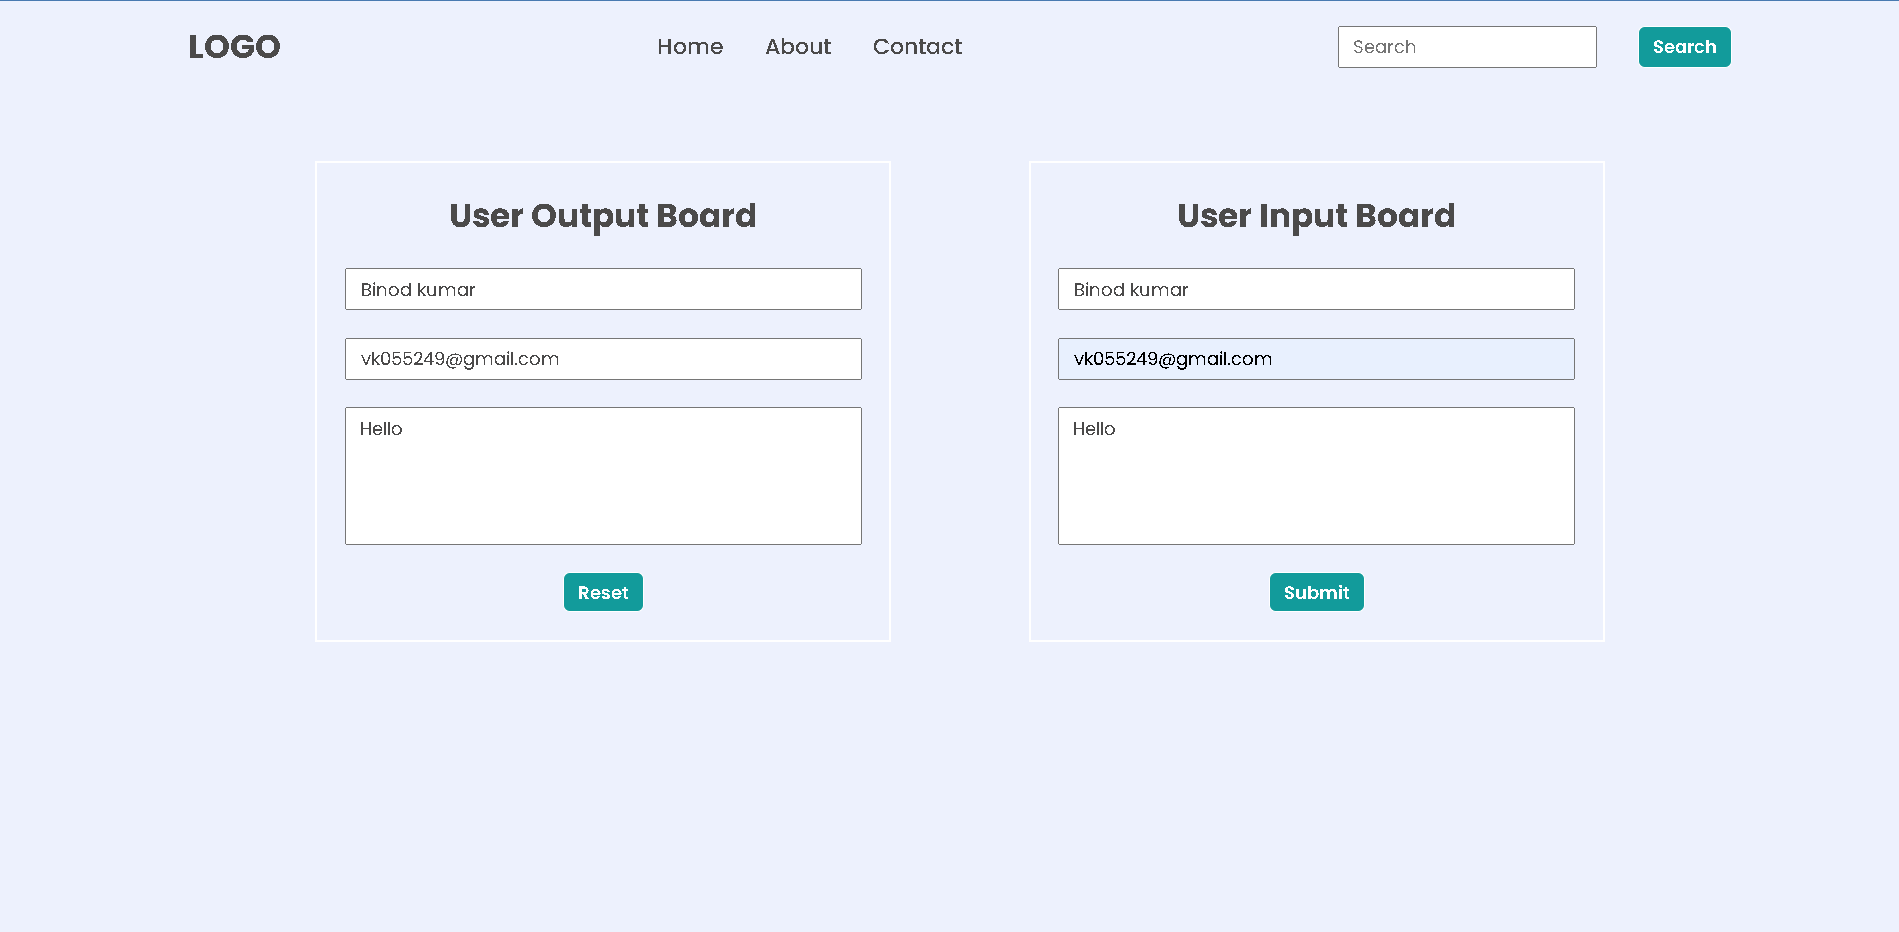 LOGO
Home About Contact
Search
Search
User Output Board
Binod kumar
vk055249@gmail.com
Hello
Reset
User Input Board
Binod kumar
vk055249@gmail.com
Hello
Submit